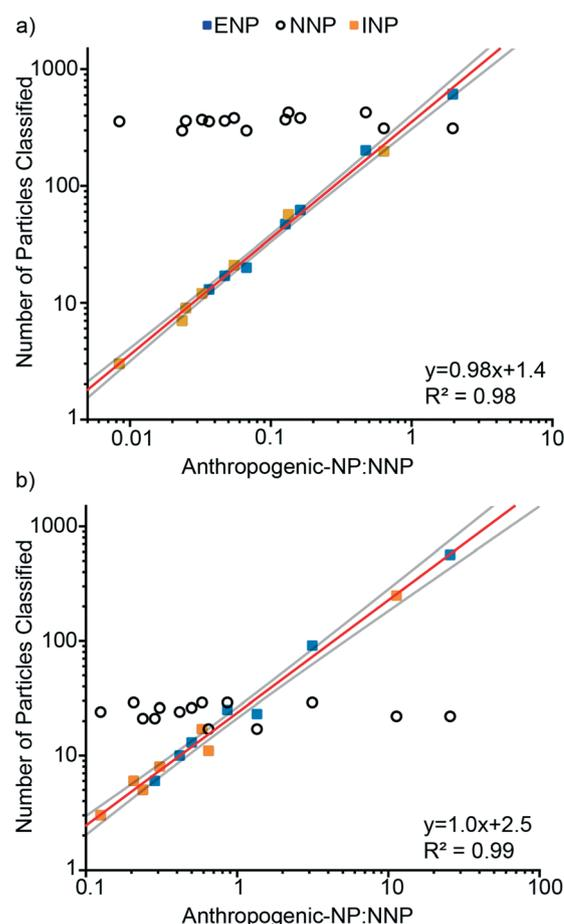 a)
ENP NNP INP
Number of Particles Classified
1000
100
10
1
0.01 0.1 1 10
y=0.98x+1.4
R² = 0.98
Anthropogenic-NP:NNP
b)
Number of Particles Classified
1000
100
10
1
0.1 1 10 100
y=1.0x+2.5
R² = 0.99
Anthropogenic-NP:NNP